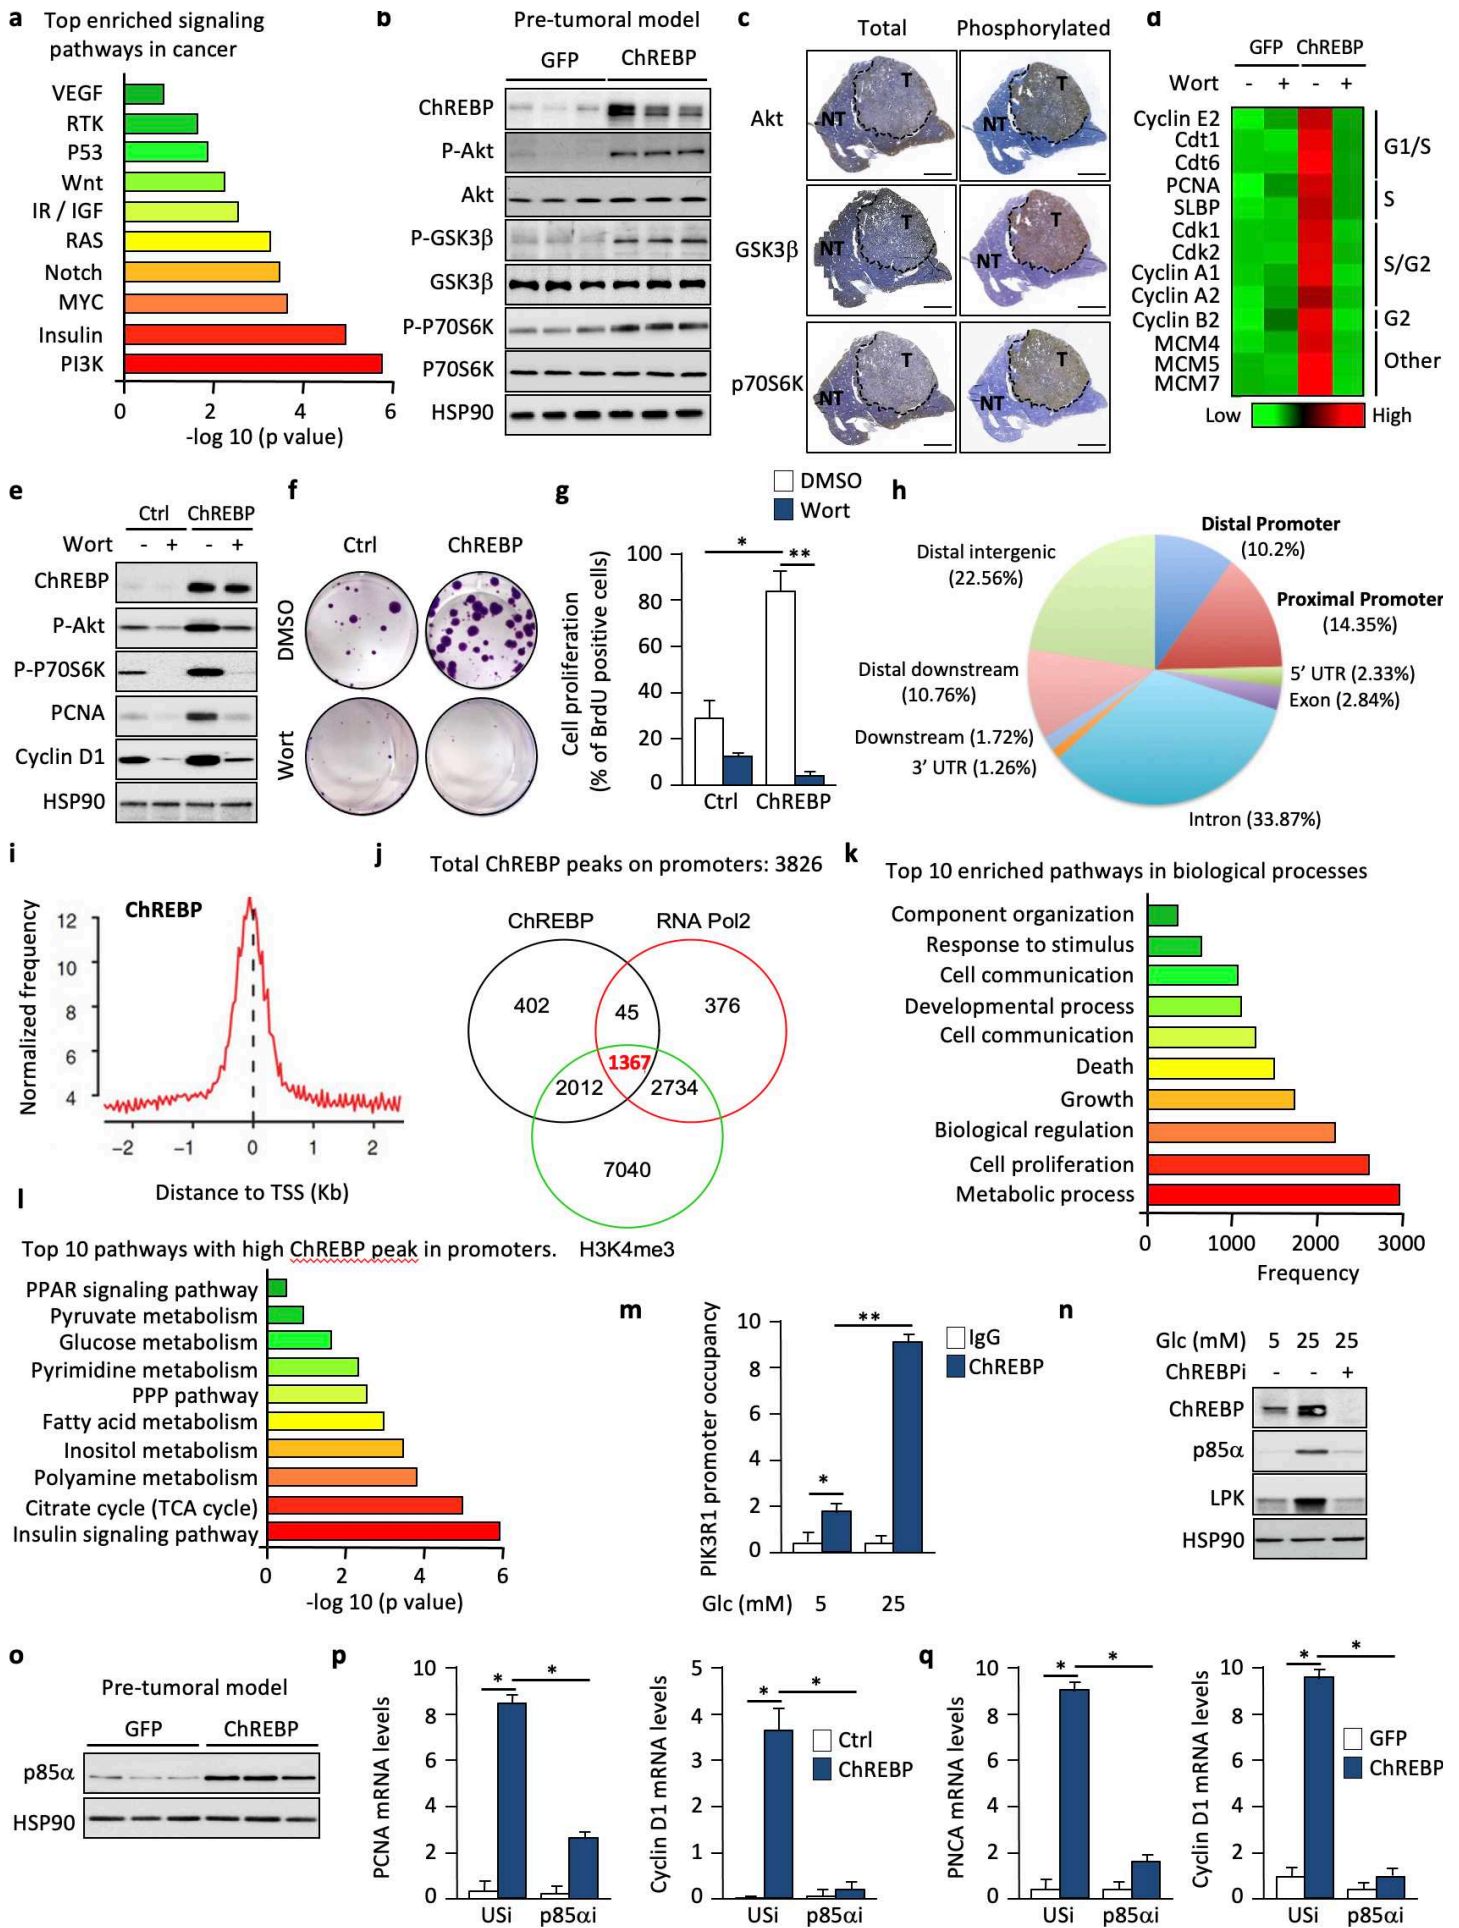 a
Top enriched signaling
pathways in cancer
VEGF
RTK
P53
Wnt
IR / IGF
RAS
Notch
MYC
Insulin
PI3K
0 2 4 6
-log 10 (p value)
b
Pre-tumoral model
GFP ChREBP
ChREBP
P-Akt
Akt
P-GSK3β
GSK3β
P-P70S6K
P70S6K
HSP90
c
Total Phosphorylated
Akt
NT T NT T
GSK3β
NT T NT T
p70S6K
NT T NT T
d
GFP ChREBP
Wort - + - +
Cyclin E2
Cdt1
Cdt6
PCNA
SLBP
Cdk1
Cdk2
Cyclin A1
Cyclin A2
Cyclin B2
MCM4
MCM5
MCM7
G1/S
S
S/G2
G2
Other
Low High
e
Ctrl ChREBP
Wort - + - +
ChREBP
P-Akt
P-P70S6K
PCNA
Cyclin D1
HSP90
f
Ctrl ChREBP
DMSO
Wort
g
DMSO
Wort
Cell proliferation
(% of BrdU positive cells)
100
80
60
40
20
0
* **
Ctrl ChREBP
h
Distal Promoter
(10.2%)
Proximal Promoter
(14.35%)
5' UTR (2.33%)
Exon (2.84%)
Intron (33.87%)
3' UTR (1.26%)
Downstream (1.72%)
Distal downstream
(10.76%)
Distal intergenic
(22.56%)
i
ChREBP
Normalized frequency
12
10
8
6
4
−2 −1 0 1 2
Distance to TSS (Kb)
j
Total ChREBP peaks on promoters: 3826
ChREBP RNA Pol2
402 45 376
1367
2012 2734
7040
H3K4me3
k
Top 10 enriched pathways in biological processes
Component organization
Response to stimulus
Cell communication
Developmental process
Cell communication
Death
Growth
Biological regulation
Cell proliferation
Metabolic process
0 1000 2000 3000
Frequency
l
Top 10 pathways with high ChREBP peak in promoters.
PPAR signaling pathway
Pyruvate metabolism
Glucose metabolism
Pyrimidine metabolism
PPP pathway
Fatty acid metabolism
Inositol metabolism
Polyamine metabolism
Citrate cycle (TCA cycle)
Insulin signaling pathway
0 2 4 6
-log 10 (p value)
m
PIK3R1 promoter occupancy
10
8
6
4
2
0
* **
IgG
ChREBP
Glc (mM) 5 25
n
Glc (mM) 5 25 25
ChREBPi - - +
ChREBP
p85α
LPK
HSP90
o
Pre-tumoral model
GFP ChREBP
p85α
HSP90
p
PCNA mRNA levels
10
8
6
4
2
0
* *
USi p85αi
Cyclin D1 mRNA levels
5
4
3
2
1
0
* *
USi p85αi
Ctrl
ChREBP
q
PNCA mRNA levels
10
8
6
4
2
0
* *
USi p85αi
Cyclin D1 mRNA levels
10
8
6
4
2
0
* *
USi p85αi
GFP
ChREBP